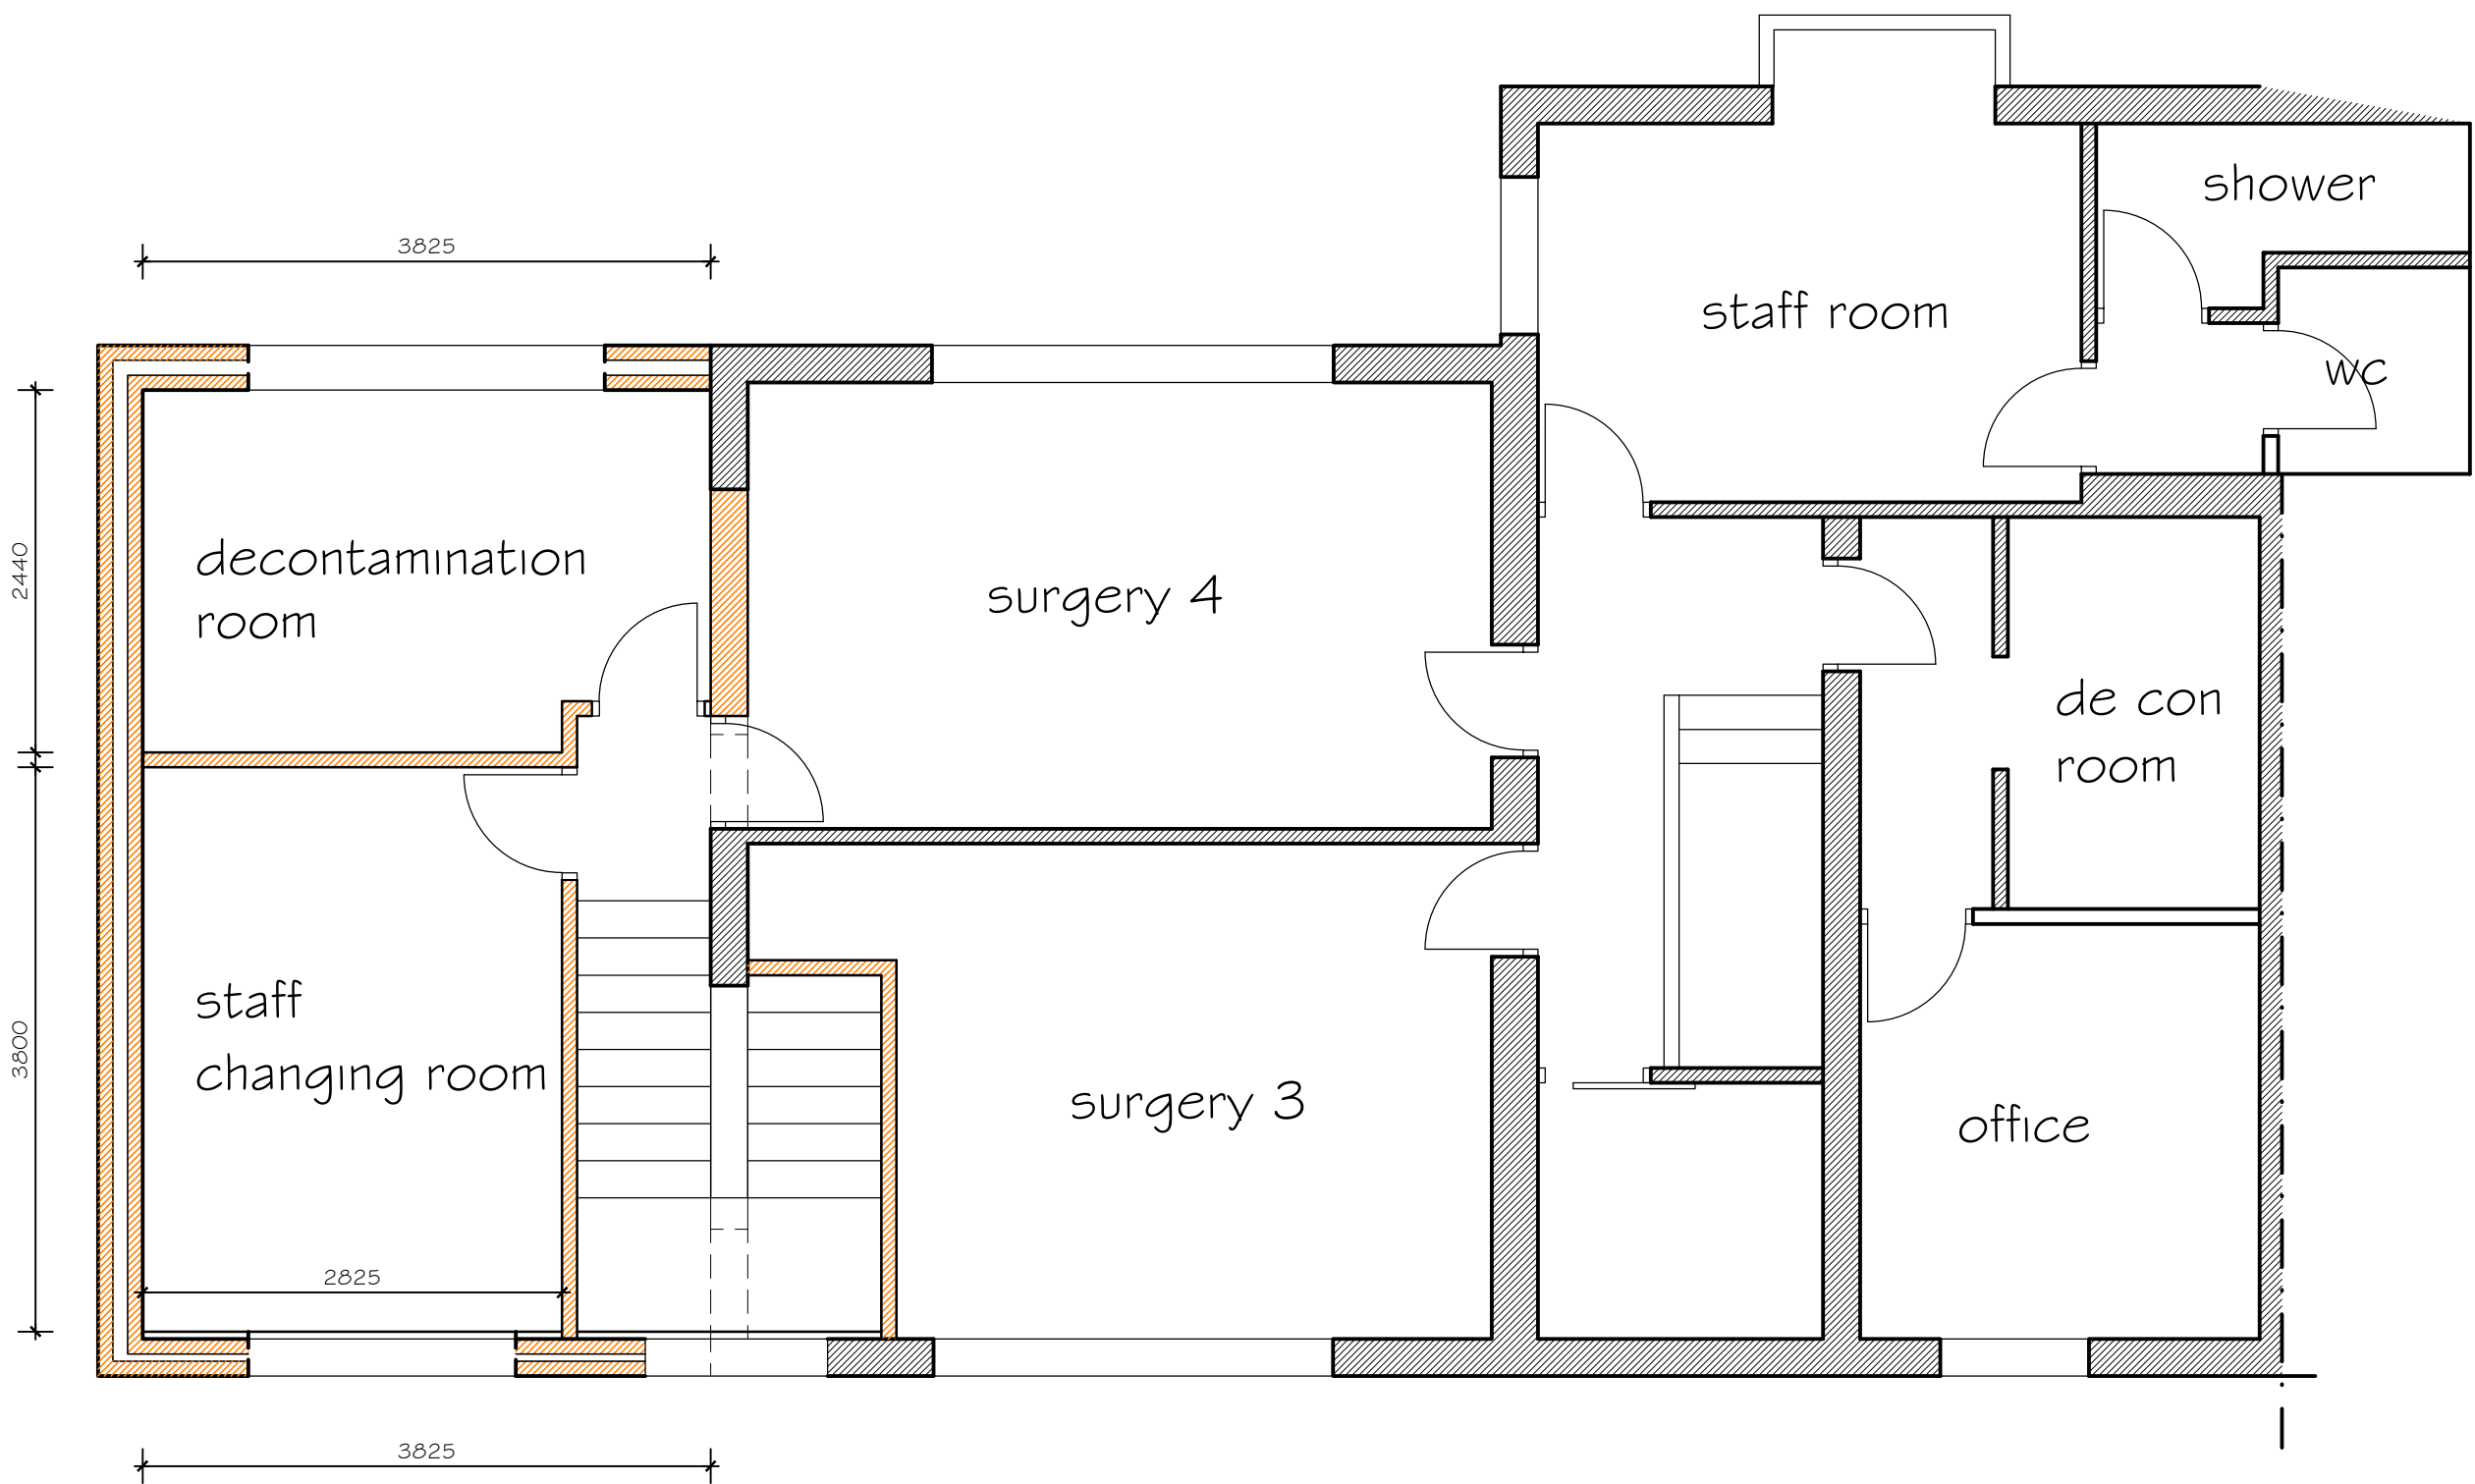 shower
3825
staff room
wc
decontamination
room
2440
surgery 4
de con
room
staff
changing room
3800
surgery 3
office
2825
3825